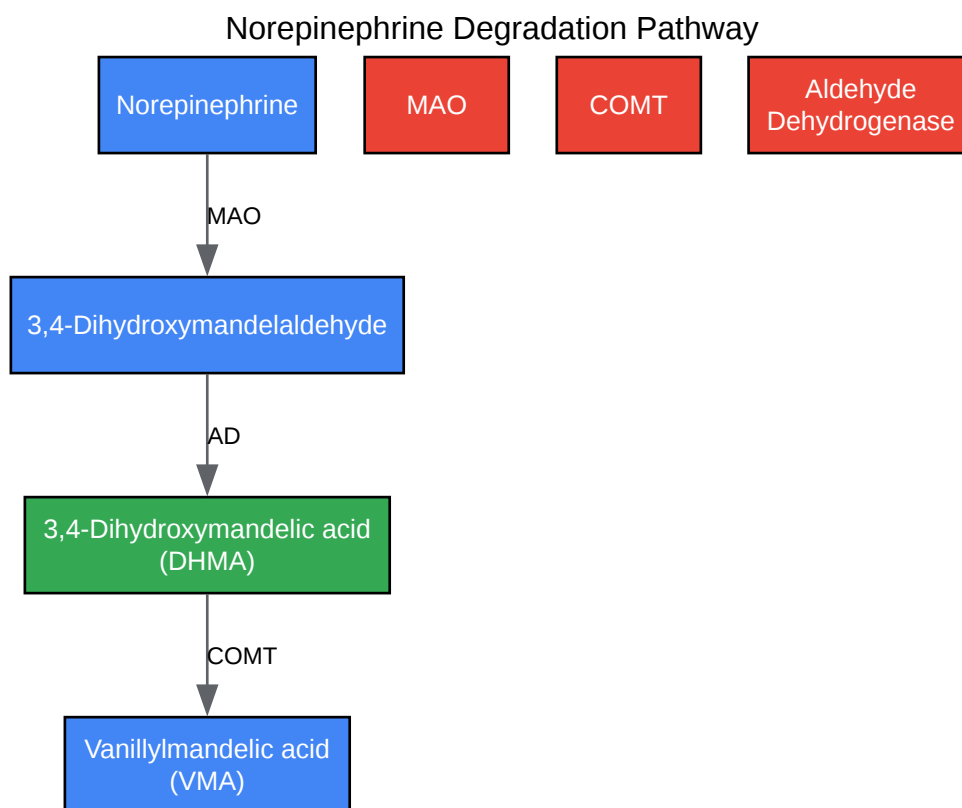 Norepinephrine Degradation Pathway
Norepinephrine
MAO
COMT
Aldehyde
Dehydrogenase
MAO
3,4-Dihydroxymandelaldehyde
AD
3,4-Dihydroxymandelic acid
(DHMA)
COMT
Vanillylmandelic acid
(VMA)